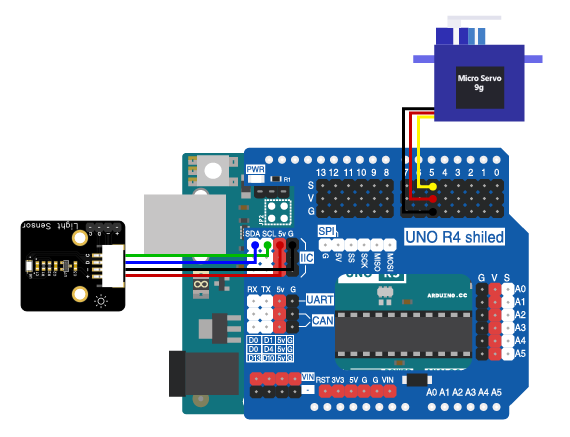 Micro Servo
9g
PWR
R1
13 12 11 10 9 8
7 6 5 4 3 2 1 0
S
V
G
JP2
Light Sensor
SDA SCL 5v G
IIC
SPI
G
5V
SS
SCK
MISO
MOSI
UNO R4 shiled
RX TX 5v G
UART
CAN
D0 D1 5v G
D0 D4 5v G
D13 D10 5v G
ARDUINO.CC
G V S
A0
A1
A2
A3
A4
A5
VIN
RST 3V3 5V G G VIN
A0 A1 A2 A3 A4 A5